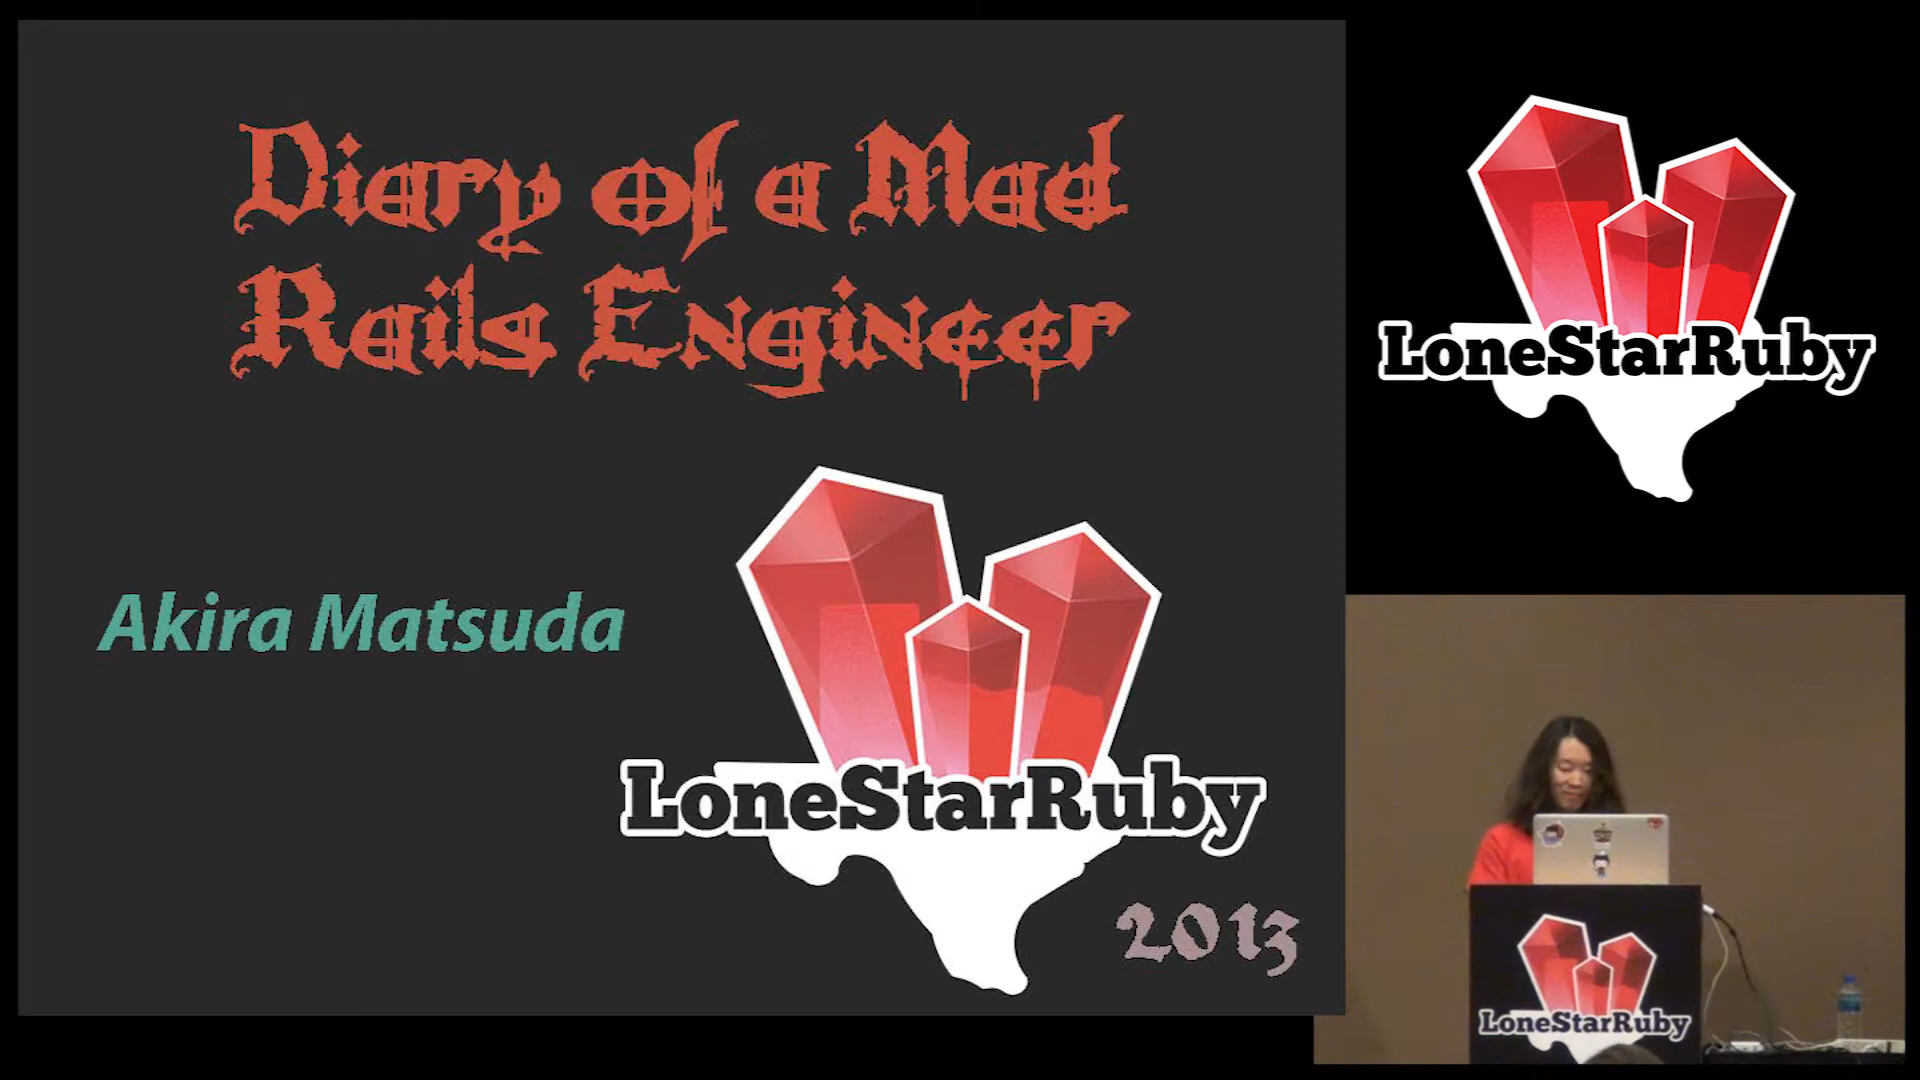 Diary of a Mad
Rails Engineer
Akira Matsuda
LoneStarRuby
2013
LoneStarRuby
LoneStarRuby